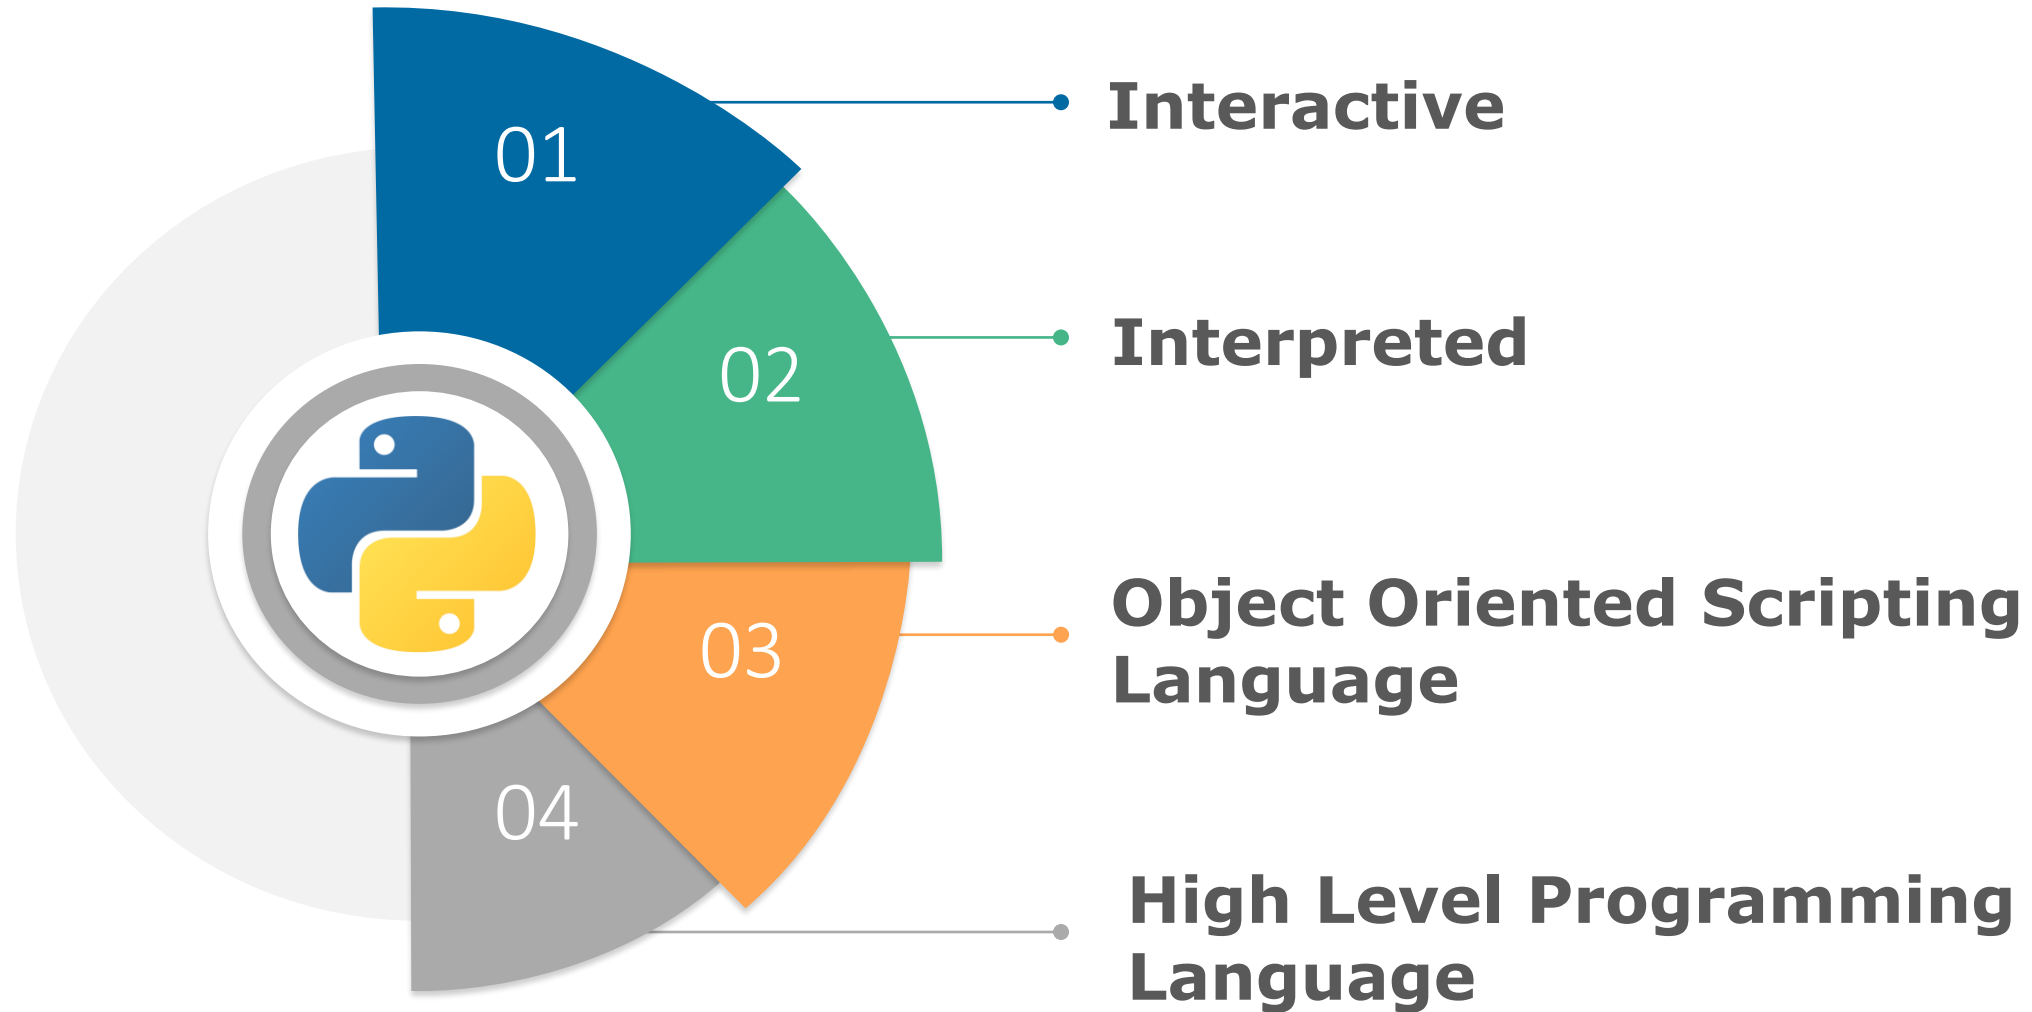 01
Interactive
02
Interpreted
03
Object Oriented Scripting
Language
04
High Level Programming
Language